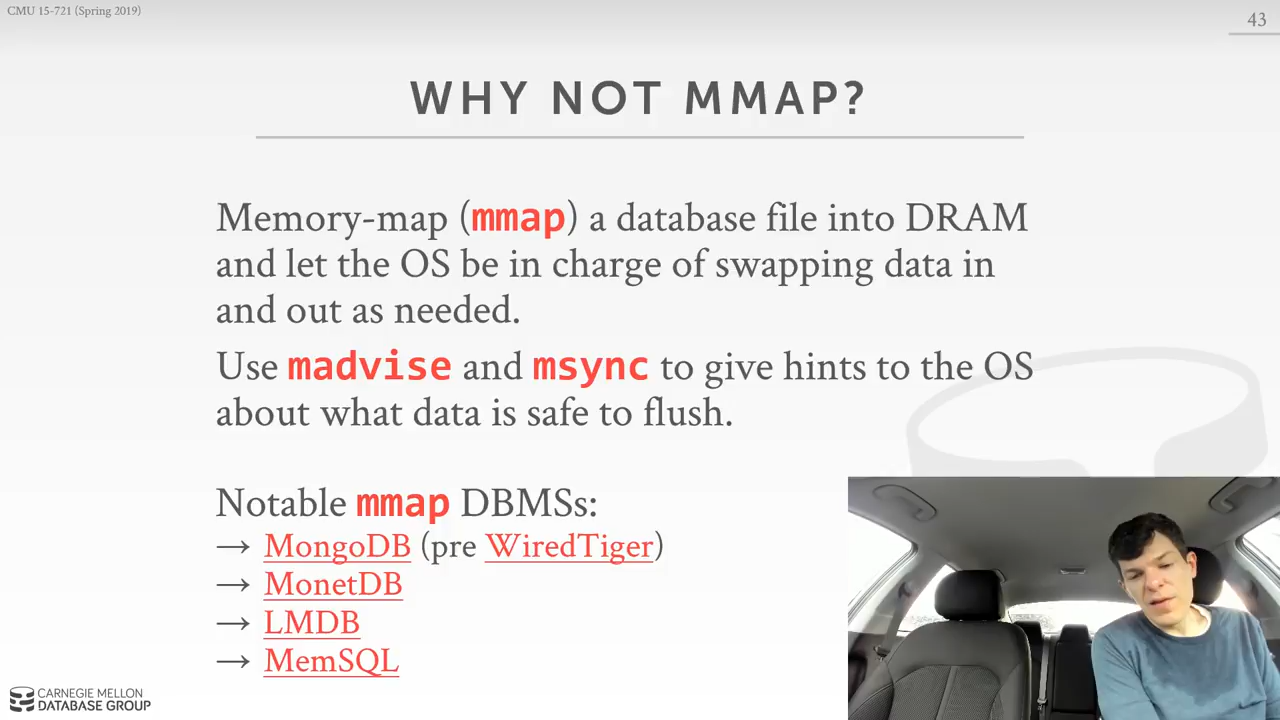 CMU 15-721 (Spring 2019)
43
WHY NOT MMAP?
Memory-map (mmap) a database file into DRAM
and let the OS be in charge of swapping data in
and out as needed.
Use madvise and msync to give hints to the OS
about what data is safe to flush.
Notable mmap DBMSs:
→ MongoDB (pre WiredTiger)
→ MonetDB
→ LMDB
→ MemSQL
CARNEGIE MELLON
DATABASE GROUP